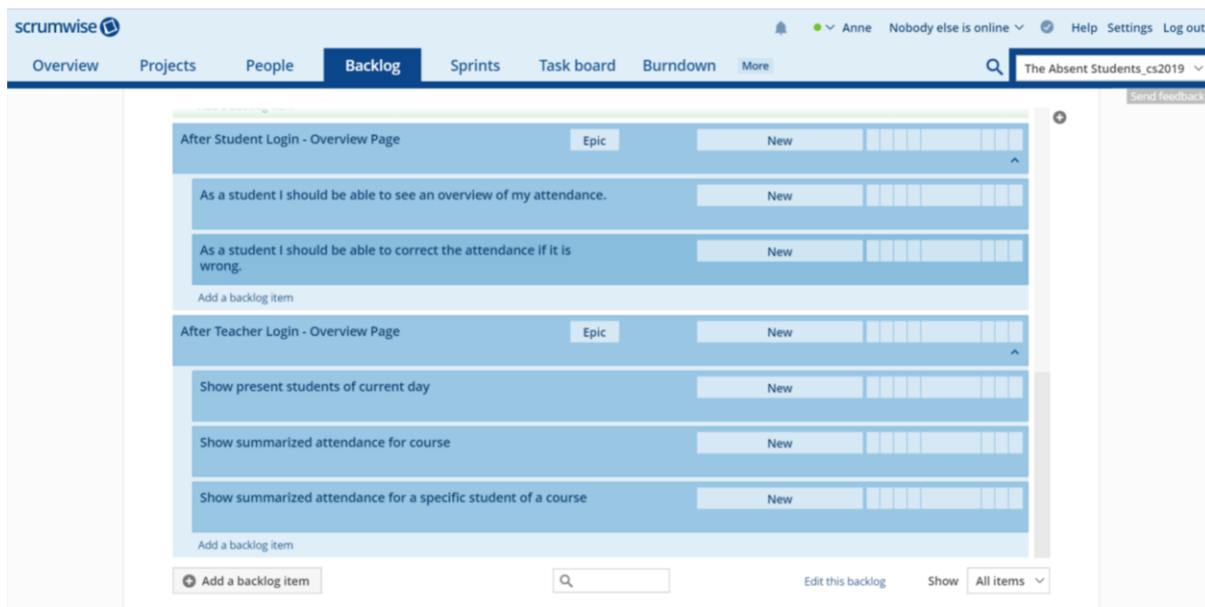 scrumwise
Anne Nobody else is online Help Settings Log out
Overview Projects People Backlog Sprints Task board Burndown More The Absent Students_cs2019
Send feedback
After Student Login - Overview Page Epic New
As a student I should be able to see an overview of my attendance. New
As a student I should be able to correct the attendance if it is New
wrong.
Add a backlog item
After Teacher Login - Overview Page Epic New
Show present students of current day New
Show summarized attendance for course New
Show summarized attendance for a specific student of a course New
Add a backlog item
Add a backlog item Edit this backlog Show All items